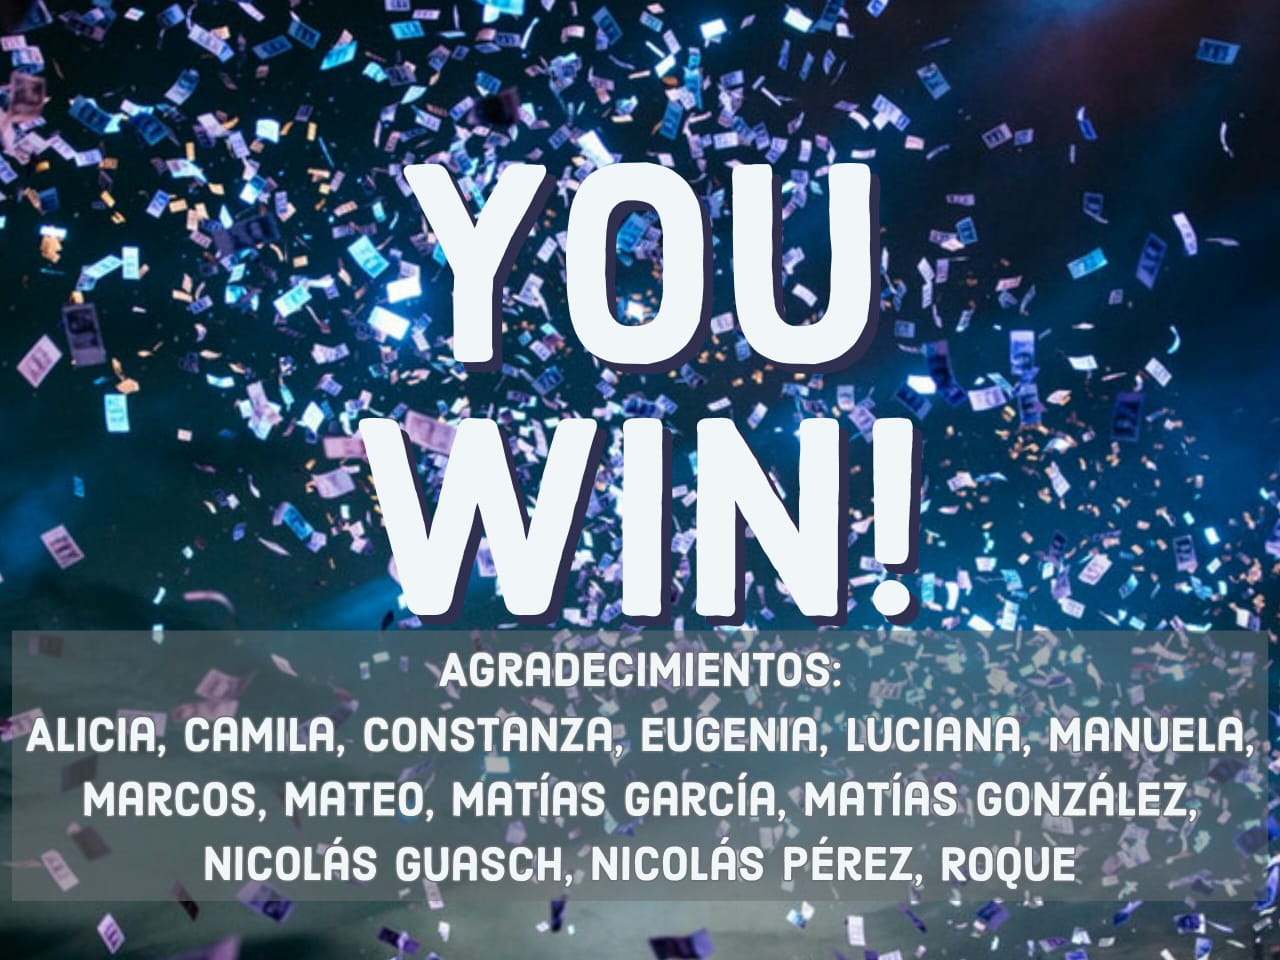 YOU
WIN!
AGRADECIMIENTOS:
ALICIA, CAMILA, CONSTANZA, EUGENIA, LUCIANA, MANUELA,
MARCOS, MATEO, MATÍAS GARCÍA, MATÍAS GONZÁLEZ,
NICOLÁS GUASCH, NICOLÁS PÉREZ, ROQUE